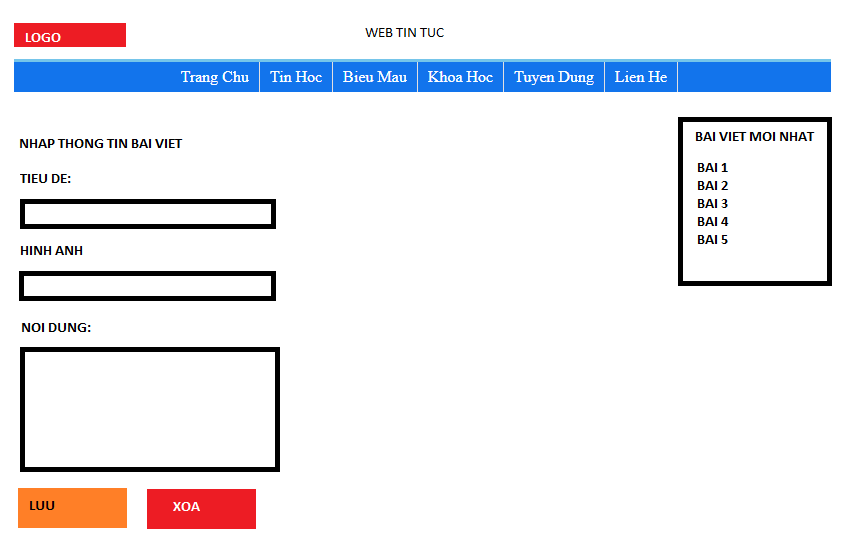 LOGO
WEB TIN TUC
Trang Chu Tin Hoc Bieu Mau Khoa Hoc Tuyen Dung Lien He
NHAP THONG TIN BAI VIET
TIEU DE:
HINH ANH
NOI DUNG:
LUU
XOA
BAI VIET MOI NHAT
BAI 1
BAI 2
BAI 3
BAI 4
BAI 5